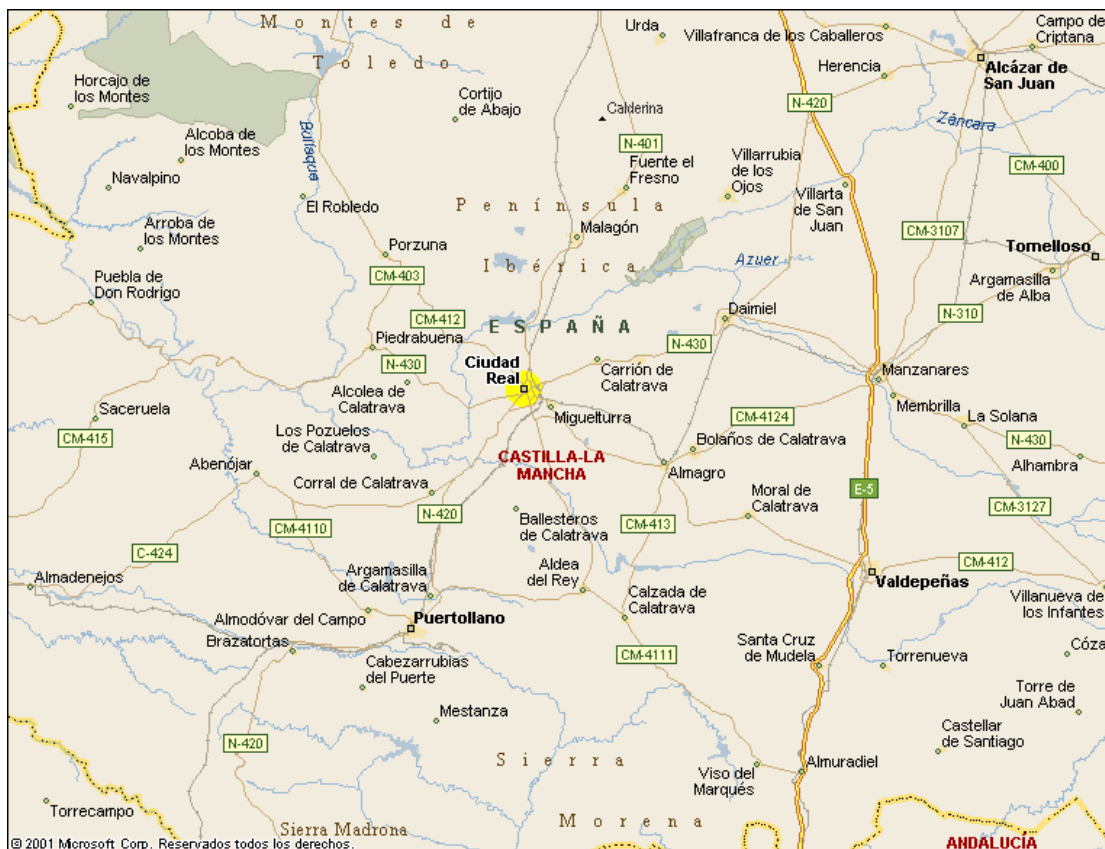 Montes de
Toledo
Urda
Villafranca de los Caballeros
Campo de
Criptana
Horcajo de
los Montes
Herencia
Alcázar de
San Juan
Cortijo
de Abajo
Calderina
N-420
Záncara
Bullaque
Alcoba de
los Montes
N-401
Fuente el
Fresno
Villarrubia
de los
Ojos
CM-400
Navalpino
El Robledo
Península
Villarta
de San
Juan
Arroba de
los Montes
Malagón
CM-3107
Porzuna
Tomelloso
Ibérica
Azuer
Puebla de
Don Rodrigo
CM-403
Argamasilla
de Alba
Daimiel
CM-412
ESPAÑA
N-310
Piedrabuena
N-430
Ciudad
Real
N-430
Carrión de
Calatrava
Manzanares
Alcolea de
Calatrava
Saceruela
Miguelturra
CM-4124
Membrilla
La Solana
CM-415
Los Pozuelos
de Calatrava
Bolaños de Calatrava
N-430
CASTILLA-LA
MANCHA
Abenójar
Almagro
Alhambra
Corral de Calatrava
E-5
Moral de
Calatrava
CM-3127
N-420
CM-4110
Ballesteros
de Calatrava
CM-413
C-424
Aldea
del Rey
CM-412
Almadenejos
Argamasilla
de Calatrava
Valdepeñas
Calzada de
Calatrava
Villanueva de
los Infantes
Almodóvar del Campo
Puertollano
Brazatortas
Santa Cruz
de Mudela
Torrenueva
Cóza
CM-4111
Cabezarrubias
del Puerte
Torre de
Juan Abad
Mestanza
Castellar
de Santiago
N-420
Sierra
Viso del
Marqués
Almuradiel
Torrecampo
Sierra Madrona
Morena
ANDALUCÍA
© 2001 Microsoft Corp. Reservados todos los derechos.